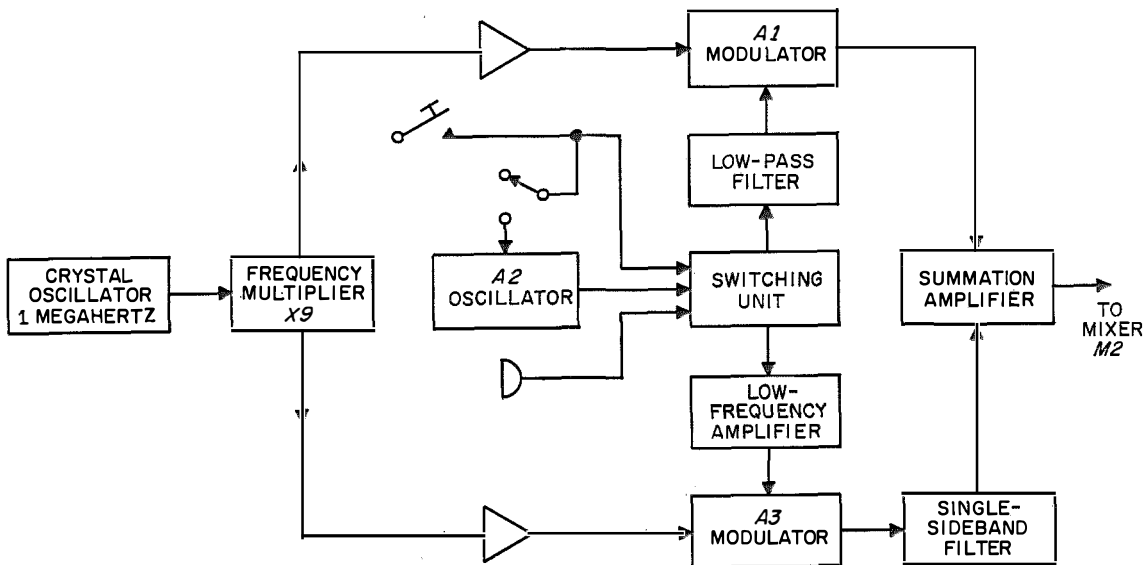 A1
MODULATOR
LOW-PASS
FILTER
CRYSTAL
OSCILLATOR
1 MEGAHERTZ
FREQUENCY
MULTIPLIER
X9
A2
OSCILLATOR
SWITCHING
UNIT
SUMMATION
AMPLIFIER
TO
MIXER
M2
LOW-
FREQUENCY
AMPLIFIER
A3
MODULATOR
SINGLE-
SIDEBAND
FILTER